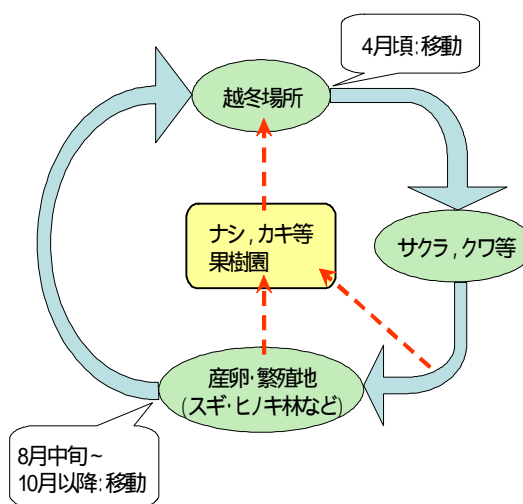 4月頃:移動
越冬場所
ナシ,カキ等
果樹園
サクラ,クワ等
産卵・繁殖地
(スギ・ヒノキ林など)
8月中旬~
10月以降:移動